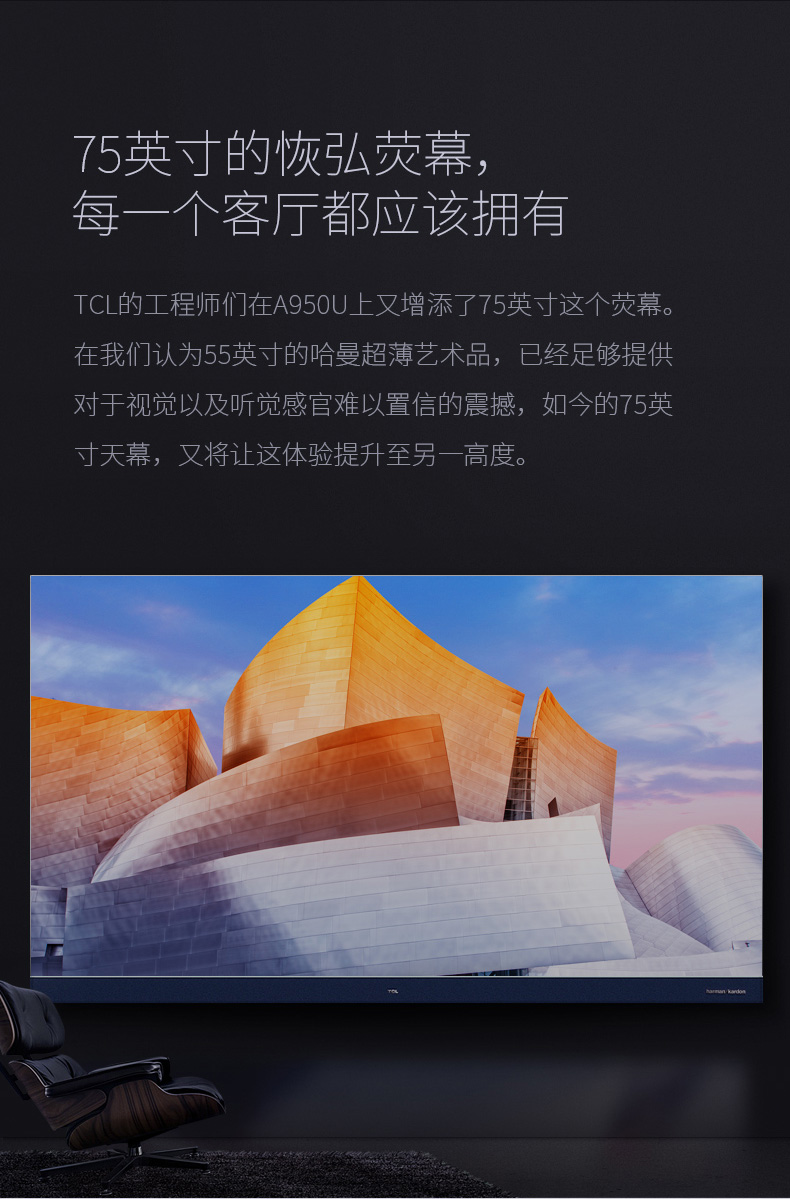 75英寸的恢弘荧幕，
每一个客厅都应该拥有
TCL的工程师们在A950U上又增添了75英寸这个荧幕。
在我们认为55英寸的哈曼超薄艺术品，已经足够提供
对于视觉以及听觉感官难以置信的震撼，如今的75英
寸天幕，又将让这体验提升至另一高度。
TCL
harman/kardon